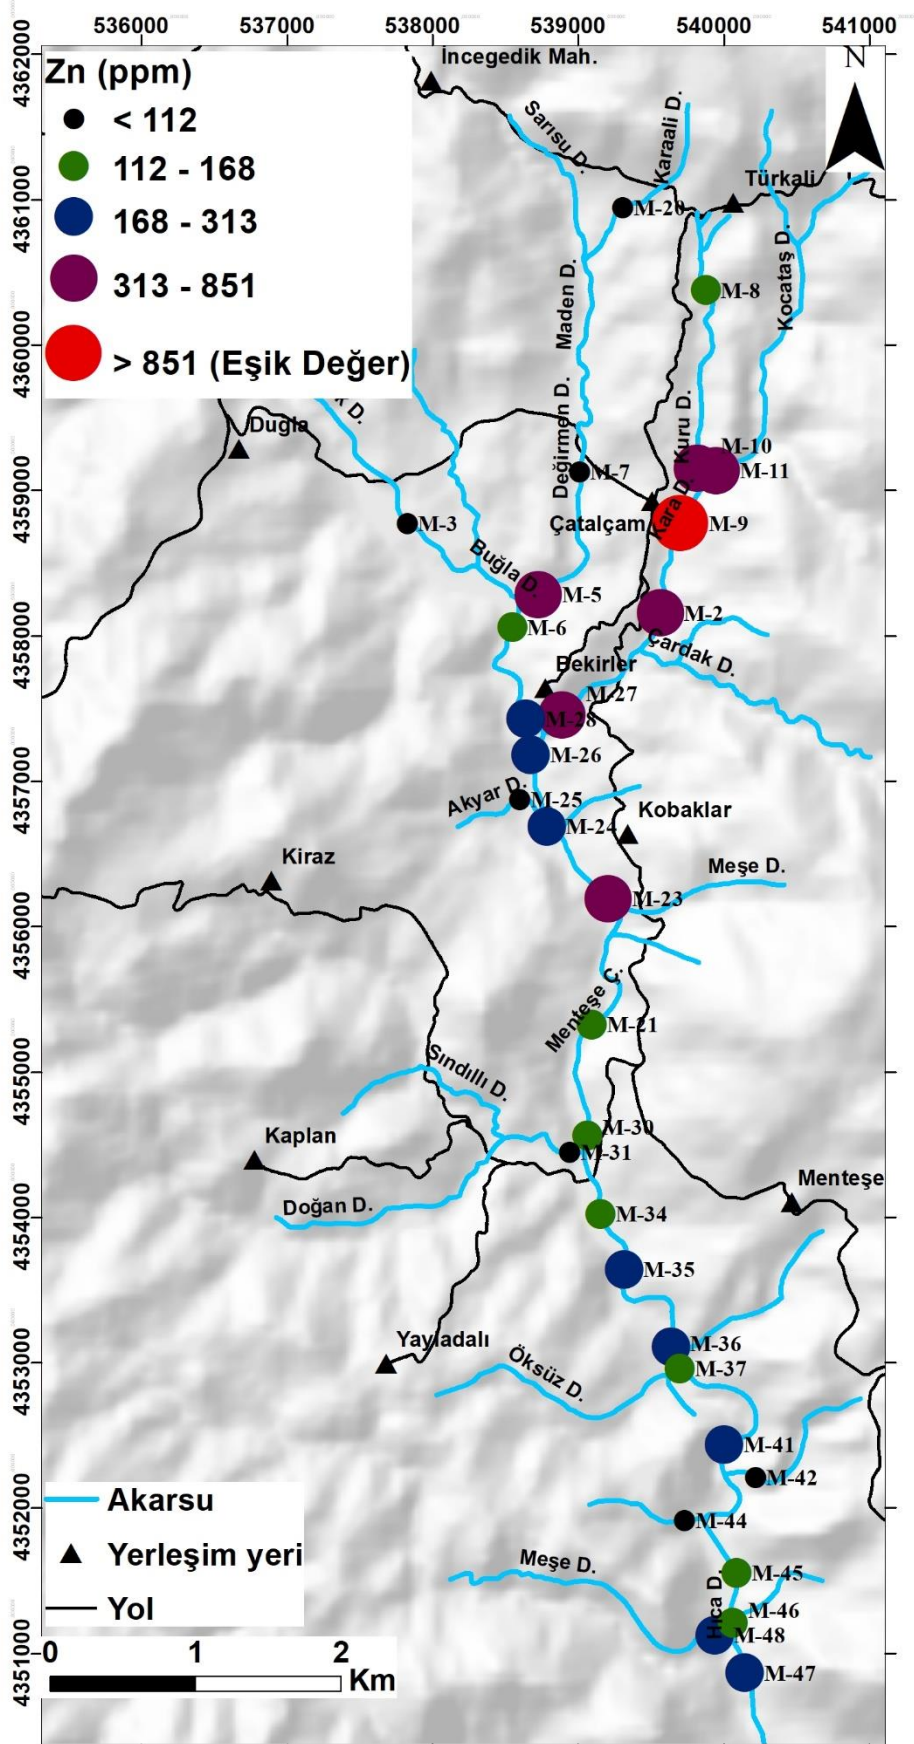 536000 537000 538000 539000 540000 541000
4362000
4361000
4360000
4359000
4358000
4357000
4356000
4355000
4354000
4353000
4352000
4351000
Zn (ppm)
< 112
112 - 168
168 - 313
313 - 851
> 851 (Eşik Değer)
N
İncegedik Mah.
Sarısu D.
Karaali D.
Türkali
M-20
Kocataş D.
Maden D.
M-8
k D.
Duğla
Değirmen D.
Kuru D.
M-10
M-7
M-11
Kara D.
M-3
Çatalçam
M-9
Buğla D.
M-5
M-2
M-6
Çardak D.
Bekirler
M-27
M-28
M-26
Akyar D.
M-25
Kobaklar
M-24
Kiraz
Meşe D.
M-23
Menteşe Ç.
M-21
Sındıllı D.
M-30
Kaplan
M-31
Menteşe
Doğan D.
M-34
M-35
Yayladalı
M-36
Öksüz D.
M-37
M-41
M-42
M-44
Meşe D.
M-45
Hıca D.
M-46
M-48
M-47
Akarsu
Yerleşim yeri
Yol
0 1 2
Km